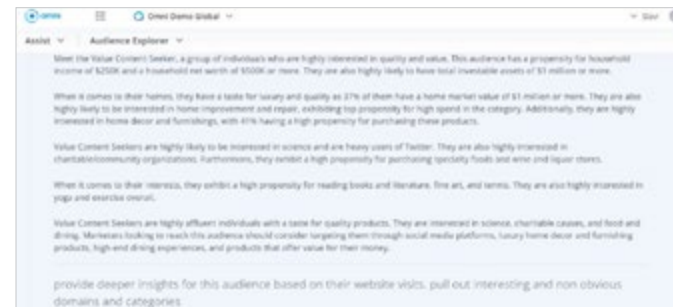 omni
Omni Demo Global
Save
Assist
Audience Explorer
Meet the Value Content Seeker, a group of individuals who are highly interested in quality and value. This audience has a propensity for household
income of $250K and a household net worth of $500K or more. They are also highly likely to have total investable assets of $1 million or more.
When it comes to their homes, they have a taste for luxury and quality as 37% of them have a home market value of $1 million or more. They are also
highly likely to be interested in home improvement and repair, exhibiting top propensity for high spend in the category. Additionally, they are highly
interested in home decor and furnishings, with 41% having a high propensity for purchasing these products.
Value Content Seekers are highly likely to be interested in science and are heavy users of Twitter. They are also highly interested in
charitable/community organizations. Furthermore, they exhibit a high propensity for purchasing specialty foods and wine and liquor stores.
When it comes to their interests, they exhibit a high propensity for reading books and literature, fine art, and tennis. They are also highly interested in
yoga and exercise overall.
Value Content Seekers are highly affluent individuals with a taste for quality products. They are interested in science, charitable causes, and food and
dining. Marketers looking to reach this audience should consider targeting them through social media platforms, luxury home decor and furnishing
products, high-end dining experiences, and products that offer value for their money.
provide deeper insights for this audience based on their website visits. pull out interesting and non obvious
domains and categories